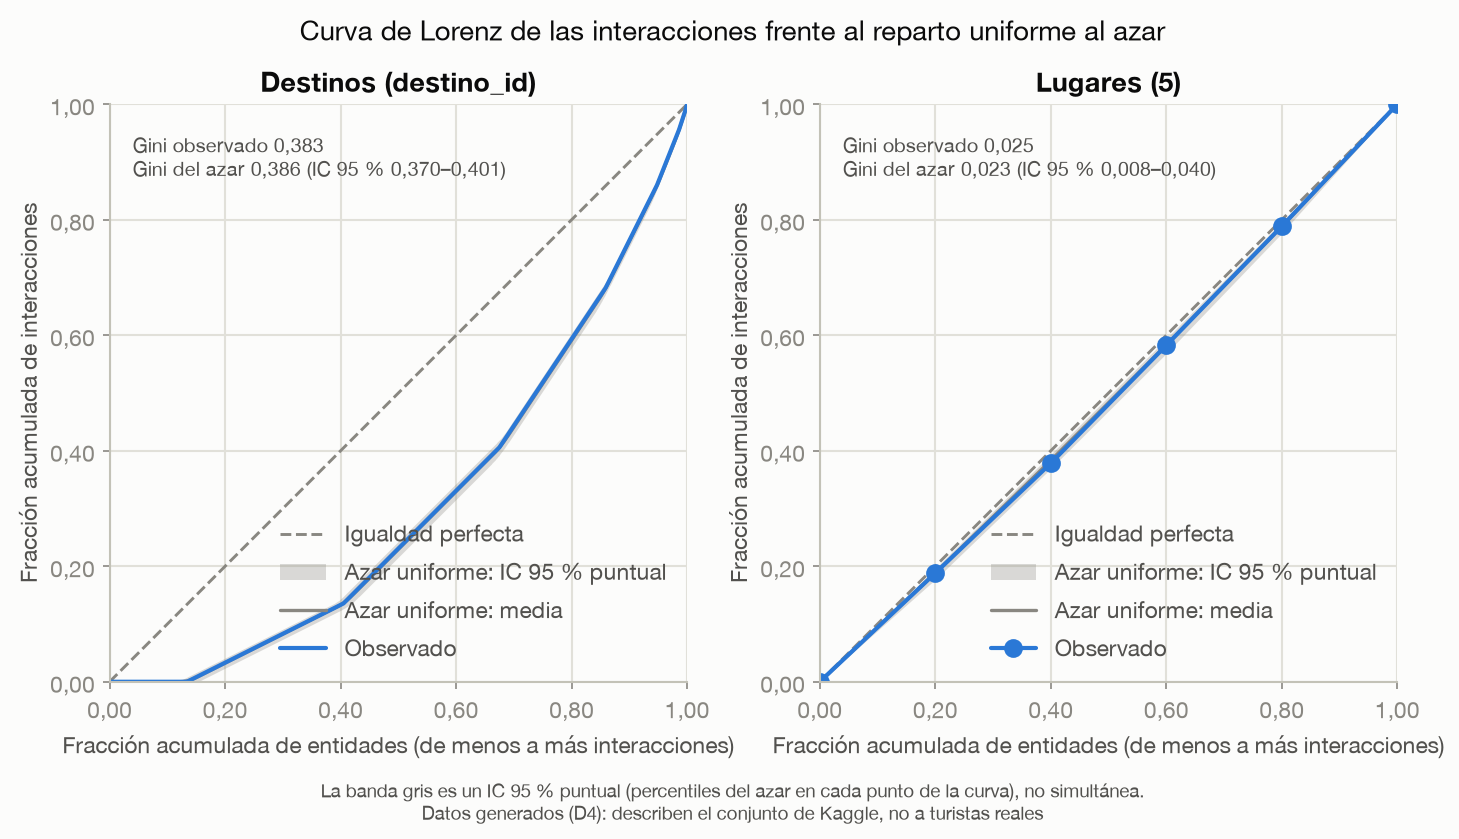 Curva de Lorenz de las interacciones frente al reparto uniforme al azar
Destinos (destino_id)
Gini observado 0,383
Gini del azar 0,386 (IC 95 % 0,370–0,401)
Fracción acumulada de interacciones
1,00
0,80
0,60
0,40
0,20
0,00
Igualdad perfecta
Azar uniforme: IC 95 % puntual
Azar uniforme: media
Observado
0,00 0,20 0,40 0,60 0,80 1,00
Fracción acumulada de entidades (de menos a más interacciones)
Lugares (5)
Gini observado 0,025
Gini del azar 0,023 (IC 95 % 0,008–0,040)
Fracción acumulada de interacciones
1,00
0,80
0,60
0,40
0,20
0,00
Igualdad perfecta
Azar uniforme: IC 95 % puntual
Azar uniforme: media
Observado
0,00 0,20 0,40 0,60 0,80 1,00
Fracción acumulada de entidades (de menos a más interacciones)
La banda gris es un IC 95 % puntual (percentiles del azar en cada punto de la curva), no simultánea.
Datos generados (D4): describen el conjunto de Kaggle, no a turistas reales